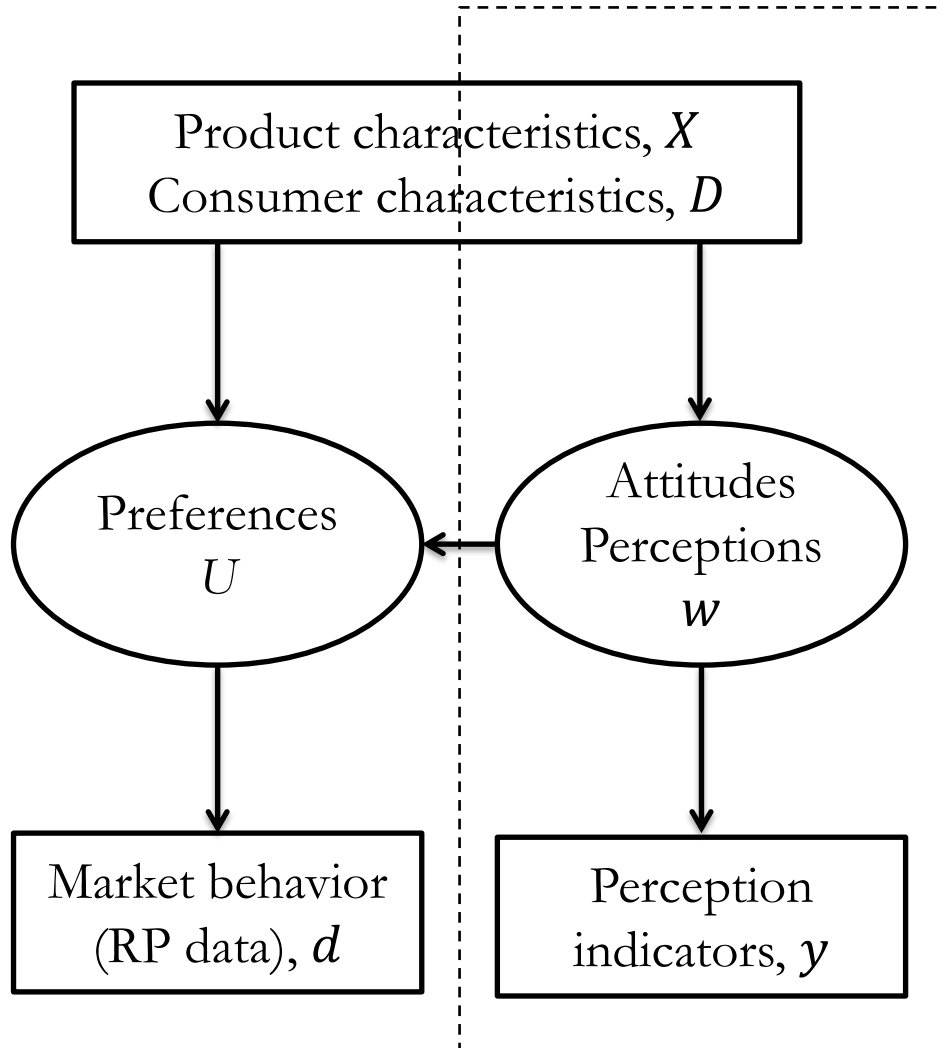 Product characteristics, X
Consumer characteristics, D
Preferences
U
Attitudes
Perceptions
w
Market behavior
(RP data), d
Perception
indicators, y